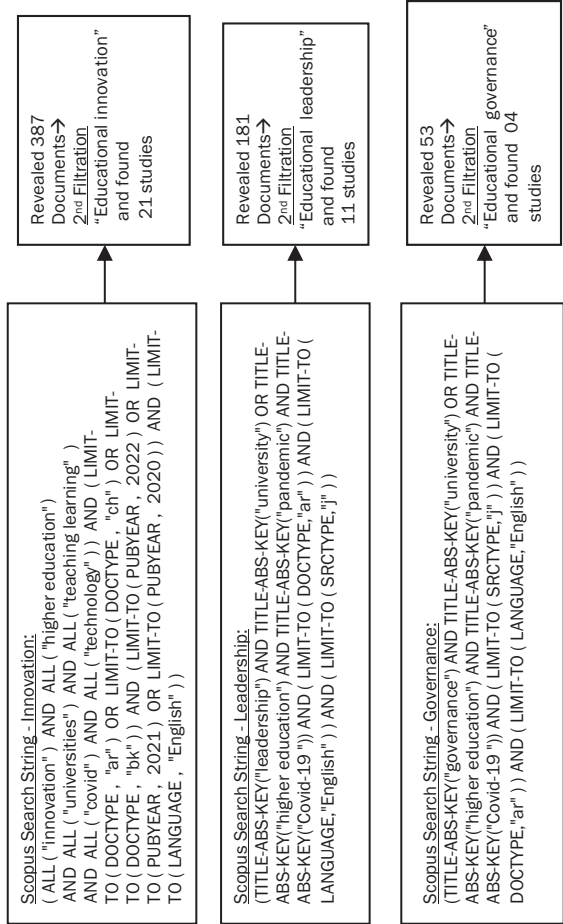 Scopus Search String - Innovation:
( ALL ( "innovation" ) AND ALL ( "higher education" )
AND ALL ( "universities" ) AND ALL ( "teaching learning" )
AND ALL ( "covid" ) AND ALL ( "technology" ) ) AND ( LIMIT-
TO ( DOCTYPE , "ar" ) OR LIMIT-TO ( DOCTYPE , "ch" ) OR LIMIT-
TO ( DOCTYPE , "bk" ) ) AND ( LIMIT-TO ( PUBYEAR , 2022 ) OR LIMIT-
TO ( PUBYEAR , 2021 ) OR LIMIT-TO ( PUBYEAR , 2020 ) ) AND ( LIMIT-
TO ( LANGUAGE , "English" ) )
Revealed 387
Documents→
2nd Filtration
"Educational innovation"
and found
21 studies
Scopus Search String - Leadership:
(TITLE-ABS-KEY("leadership") AND TITLE-ABS-KEY("university") OR TITLE-
ABS-KEY("higher education") AND TITLE-ABS-KEY("pandemic") AND TITLE-
ABS-KEY("Covid-19 ")) AND ( LIMIT-TO ( DOCTYPE,"ar" ) ) AND ( LIMIT-TO (
LANGUAGE,"English" ) ) AND ( LIMIT-TO ( SRCTYPE,"j" ) )
Revealed 181
Documents→
2nd Filtration
"Educational leadership"
and found
11 studies
Scopus Search String - Governance:
(TITLE-ABS-KEY("governance") AND TITLE-ABS-KEY("university") OR TITLE-
ABS-KEY("higher education") AND TITLE-ABS-KEY("pandemic") AND TITLE-
ABS-KEY("Covid-19 ")) AND ( LIMIT-TO ( SRCTYPE,"j" ) ) AND ( LIMIT-TO (
DOCTYPE,"ar" ) ) AND ( LIMIT-TO ( LANGUAGE,"English" ) )
Revealed 53
Documents→
2nd Filtration
"Educational governance"
and found 04
studies